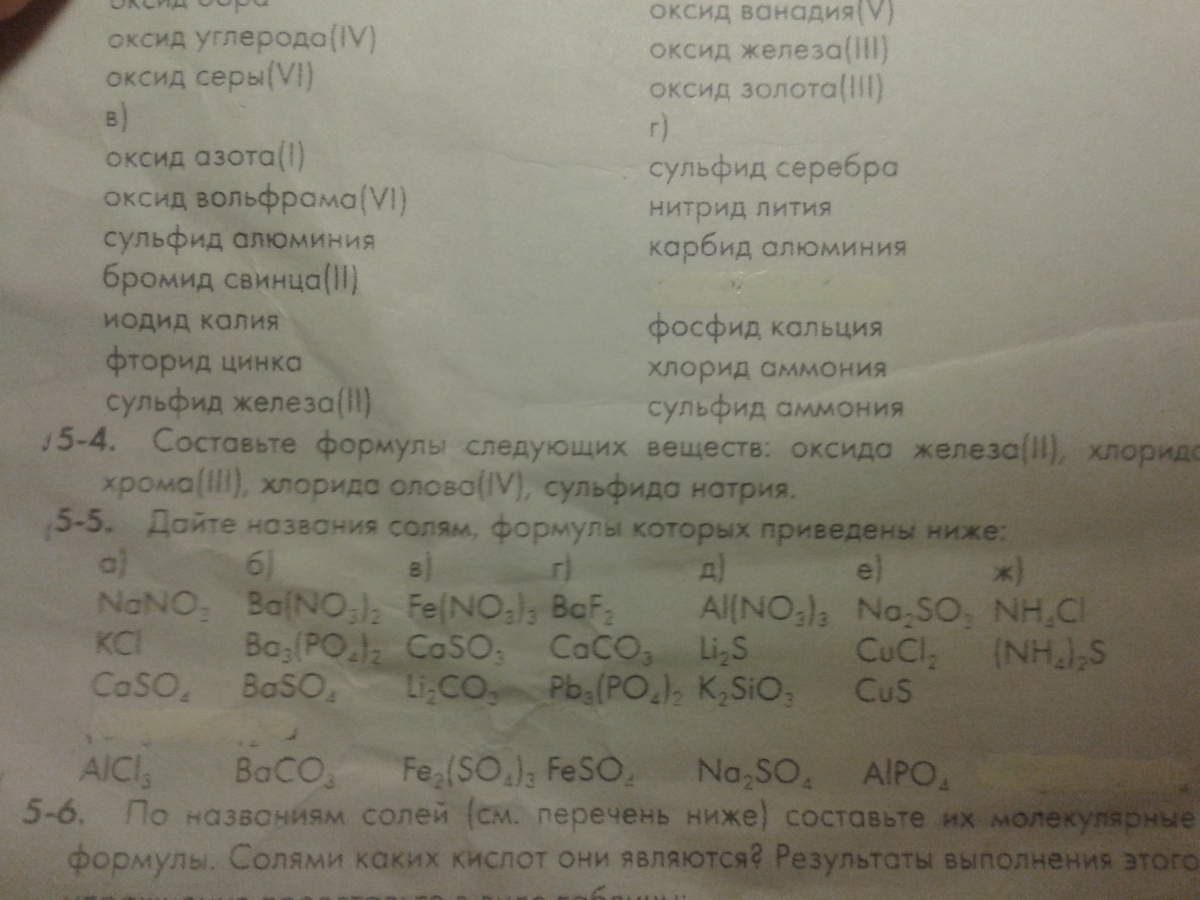 оксид бора
оксид углерода(IV)
оксид серы(VI)
в)
оксид азота(I)
оксид вольфрама(VI)
сульфид алюминия
бромид свинца(II)
иодид калия
фторид цинка
сульфид железа(II)
оксид ванадия(V)
оксид железа(III)
оксид золота(III)
г)
сульфид серебра
нитрид лития
карбид алюминия
фосфид кальция
хлорид аммония
сульфид аммония
5-4. Составьте формулы следующих веществ: оксида железа(II), хлорида
хрома(III), хлорида олова(IV), сульфида натрия.
5-5. Дайте названия солям, формулы которых приведены ниже:
а) б) в) г) д) е) ж)
NaNO₃ Ba(NO₃)₂ Fe(NO₃)₃ BaF₂ Al(NO₃)₃ Na₂SO₃ NH₄Cl
KCl Ba₃(PO₄)₂ CaSO₃ CaCO₃ Li₂S CuCl₂ (NH₄)₂S
CaSO₄ BaSO₄ Li₂CO₃ Pb₃(PO₄)₂ K₂SiO₃ CuS
AlCl₃ BaCO₃ Fe₂(SO₄)₃ FeSO₄ Na₂SO₄ AlPO₄
5-6. По названиям солей (см. перечень ниже) составьте их молекулярные
формулы. Солями каких кислот они являются? Результаты выполнения этого